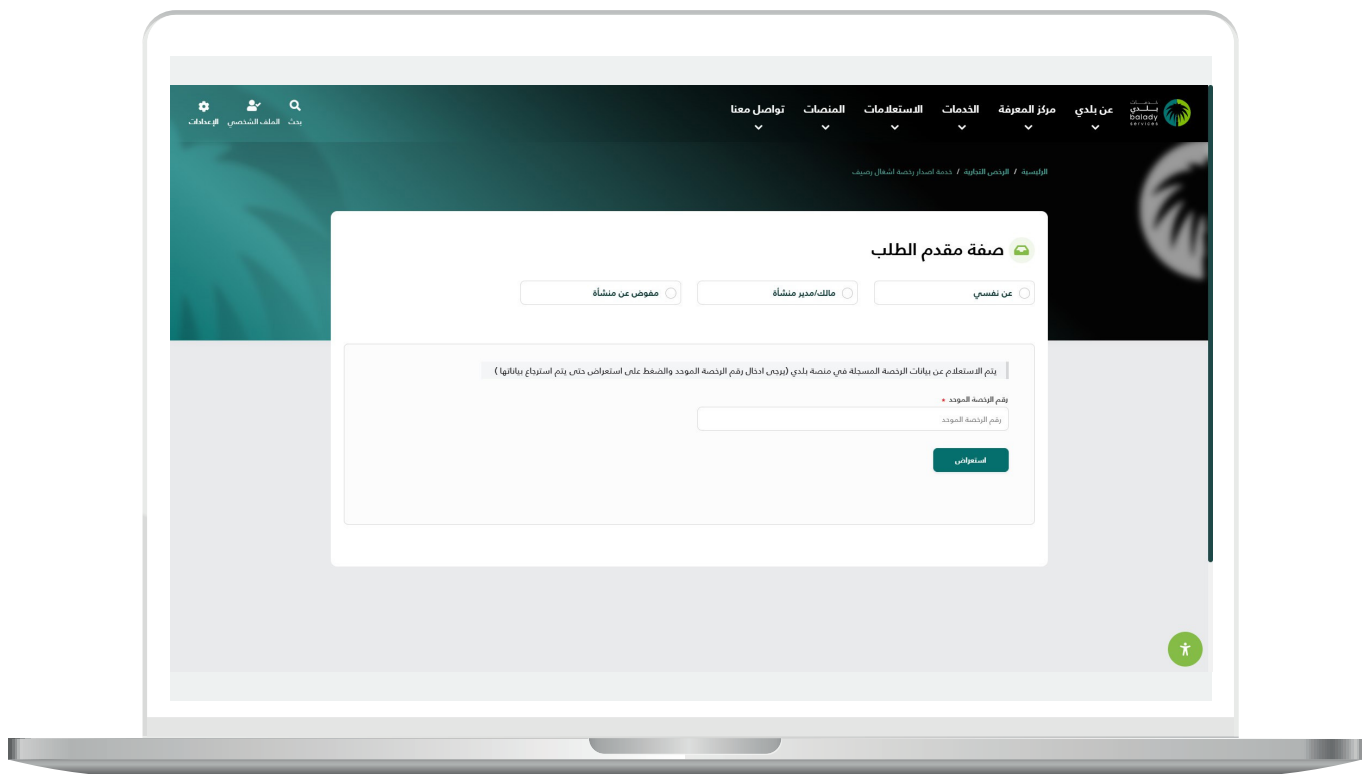 خدمات
بلدي
balady
services
عن بلدي
مركز المعرفة
الخدمات
الاستعلامات
المنصات
تواصل معنا
بحث
الملف الشخصي
الإعدادات
الرئيسية / الرخص التجارية / خدمة اصدار رخصة اشغال رصيف
صفة مقدم الطلب
عن نفسي
مالك/مدير منشأة
مفوض عن منشأة
يتم الاستعلام عن بيانات الرخصة المسجلة في منصة بلدي (يرجى ادخال رقم الرخصة الموحد والضغط على استعراض حتى يتم استرجاع بياناتها )
رقم الرخصة الموحد *
رقم الرخصة الموحد
استعراض